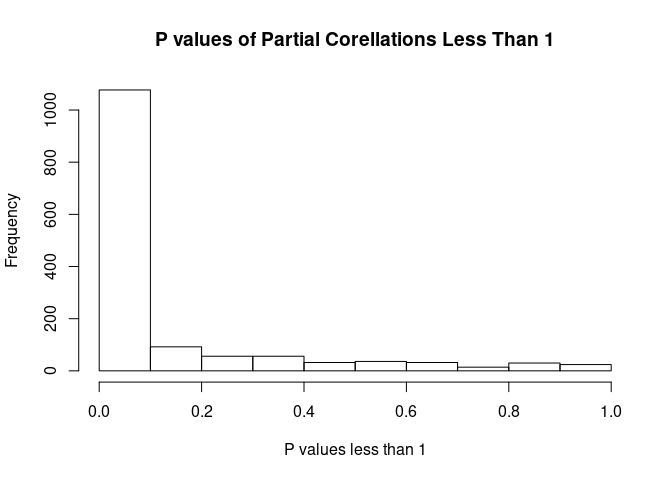 P values of Partial Corellations Less Than 1
Frequency
1000
800
600
400
200
0
0.0 0.2 0.4 0.6 0.8 1.0
P values less than 1